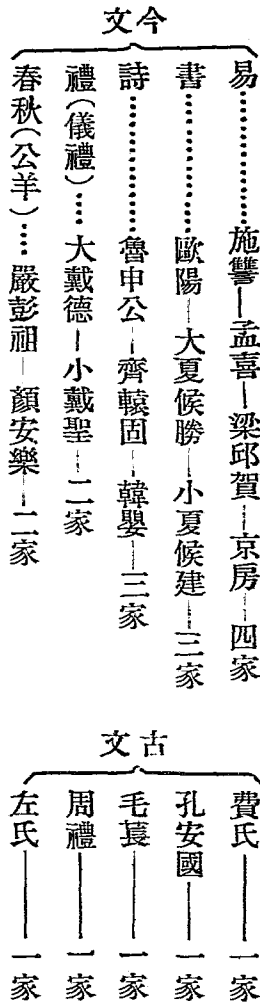 今文
易…………施讐—孟喜—梁邱賀—京房—四家
書…………歐陽—大夏候勝—小夏候建—三家
詩…………魯申公—齊轅固—韓嬰—三家
禮(儀禮)……大戴德—小戴聖—二家
春秋(公羊)……嚴彭祖—顏安樂—二家
古文
費氏———一家
孔安國———一家
毛萇———一家
周禮———一家
左氏———一家